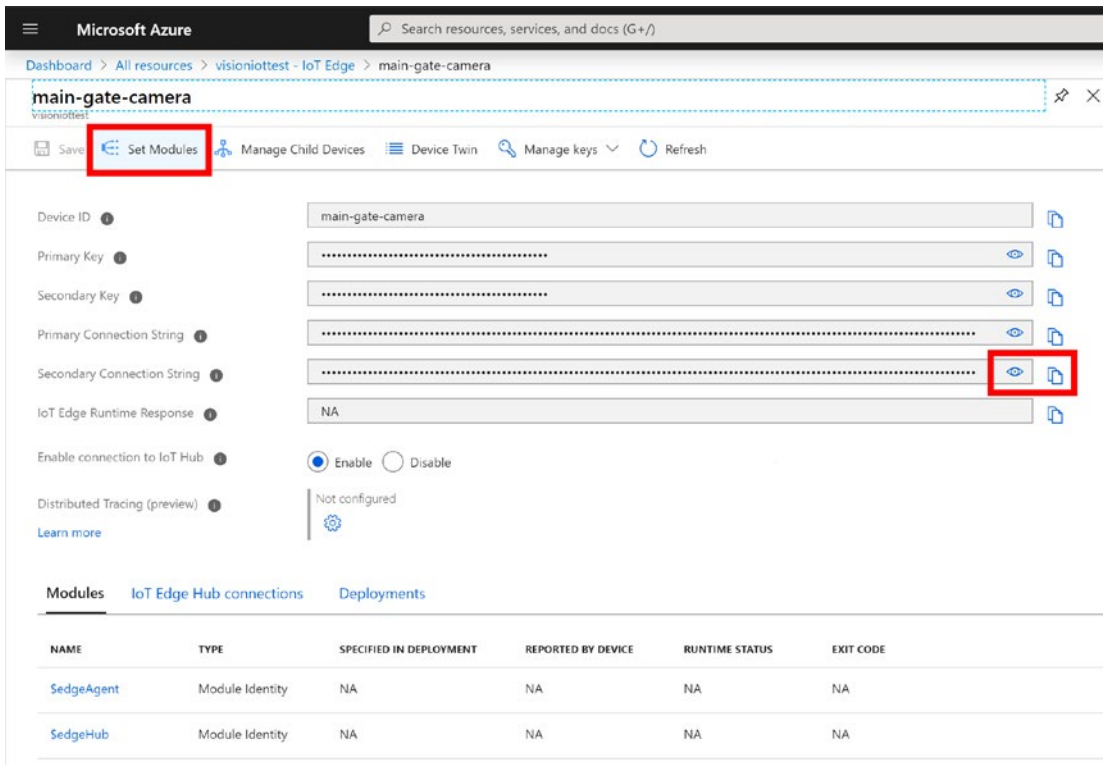 Microsoft Azure
Search resources, services, and docs (G+/)
Dashboard > All resources > visioniottest - IoT Edge > main-gate-camera
main-gate-camera
visioniottest
Save Set Modules Manage Child Devices Device Twin Manage keys Refresh
Device ID main-gate-camera
Primary Key ••••••••••••••••••••••••••••••••••••••••••••
Secondary Key ••••••••••••••••••••••••••••••••••••••••••••
Primary Connection String
Secondary Connection String
IoT Edge Runtime Response NA
Enable connection to IoT Hub Enable Disable
Distributed Tracing (preview) Not configured
Learn more
Modules IoT Edge Hub connections Deployments
NAME TYPE SPECIFIED IN DEPLOYMENT REPORTED BY DEVICE RUNTIME STATUS EXIT CODE
$edgeAgent Module Identity NA NA NA NA
$edgeHub Module Identity NA NA NA NA